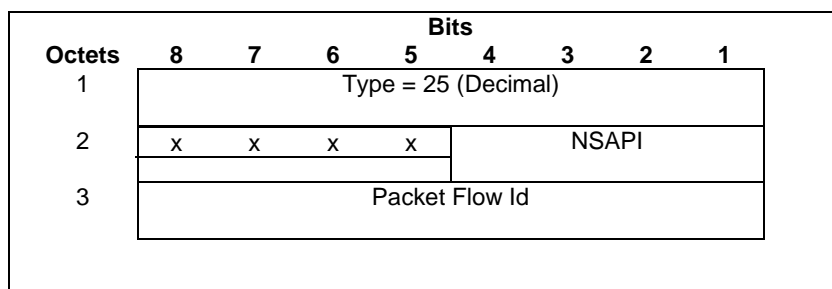 Bits
Octets 8 7 6 5 4 3 2 1
1 Type = 25 (Decimal)
2 x x x x NSAPI
3 Packet Flow Id